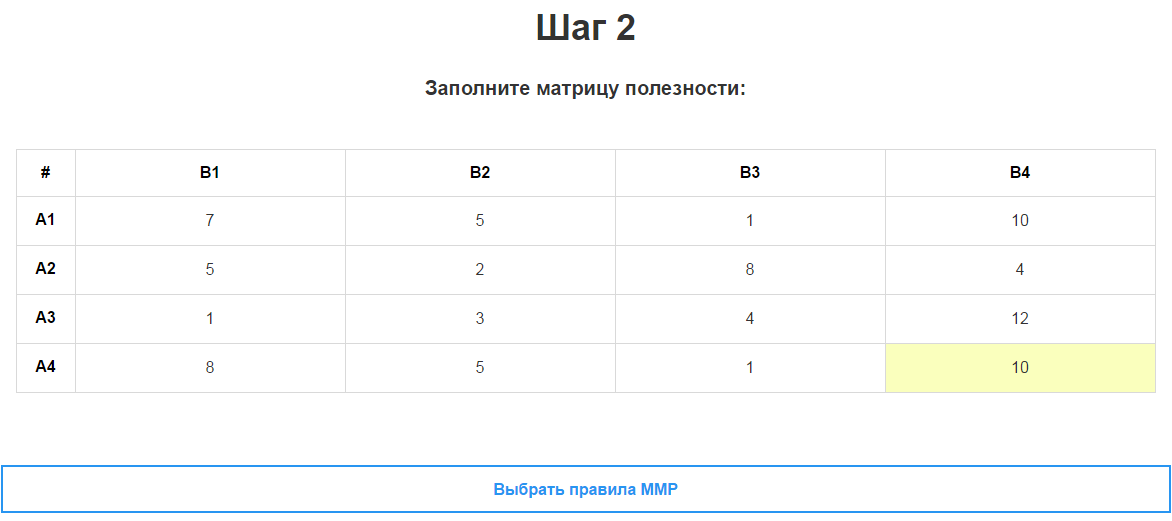 Шаг 2
Заполните матрицу полезности:
# B1 B2 B3 B4
A1 7 5 1 10
A2 5 2 8 4
A3 1 3 4 12
A4 8 5 1 10
Выбрать правила ММР